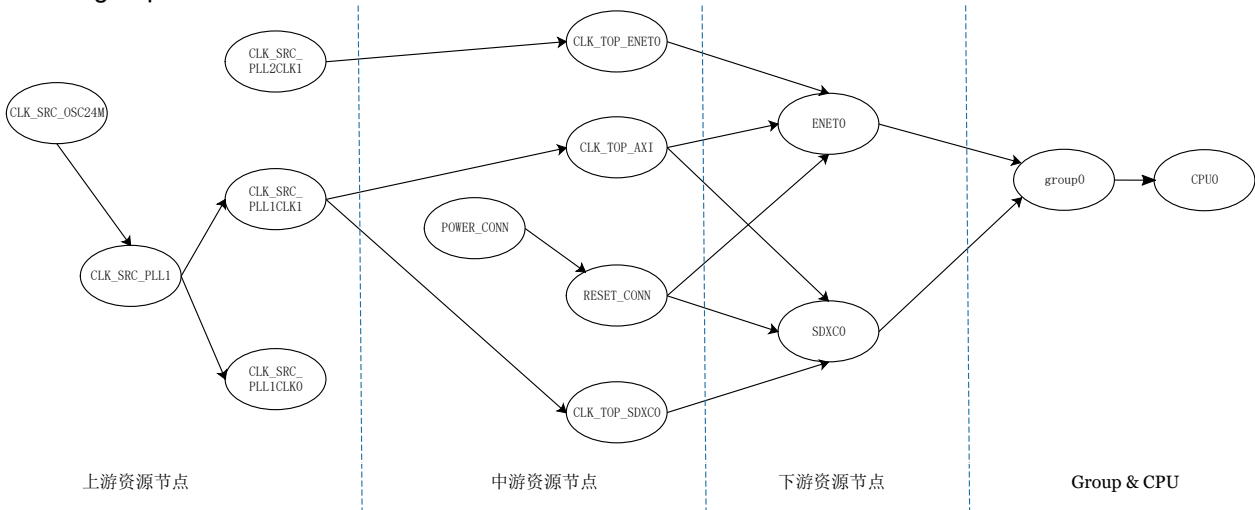 CLK_SRC_
PLL2CLK1
CLK_TOP_ENET0
CLK_SRC_OSC24M
ENET0
CLK_TOP_AXI
CLK_SRC_
PLL1CLK1
group0
CPU0
POWER_CONN
CLK_SRC_PLL1
RESET_CONN
SDXC0
CLK_SRC_
PLL1CLK0
CLK_TOP_SDXC0
上游资源节点
中游资源节点
下游资源节点
Group & CPU